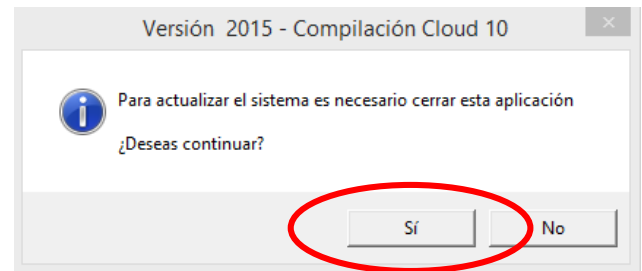 Versión 2015 - Compilación Cloud 10
Para actualizar el sistema es necesario cerrar esta aplicación
¿Deseas continuar?
Sí No